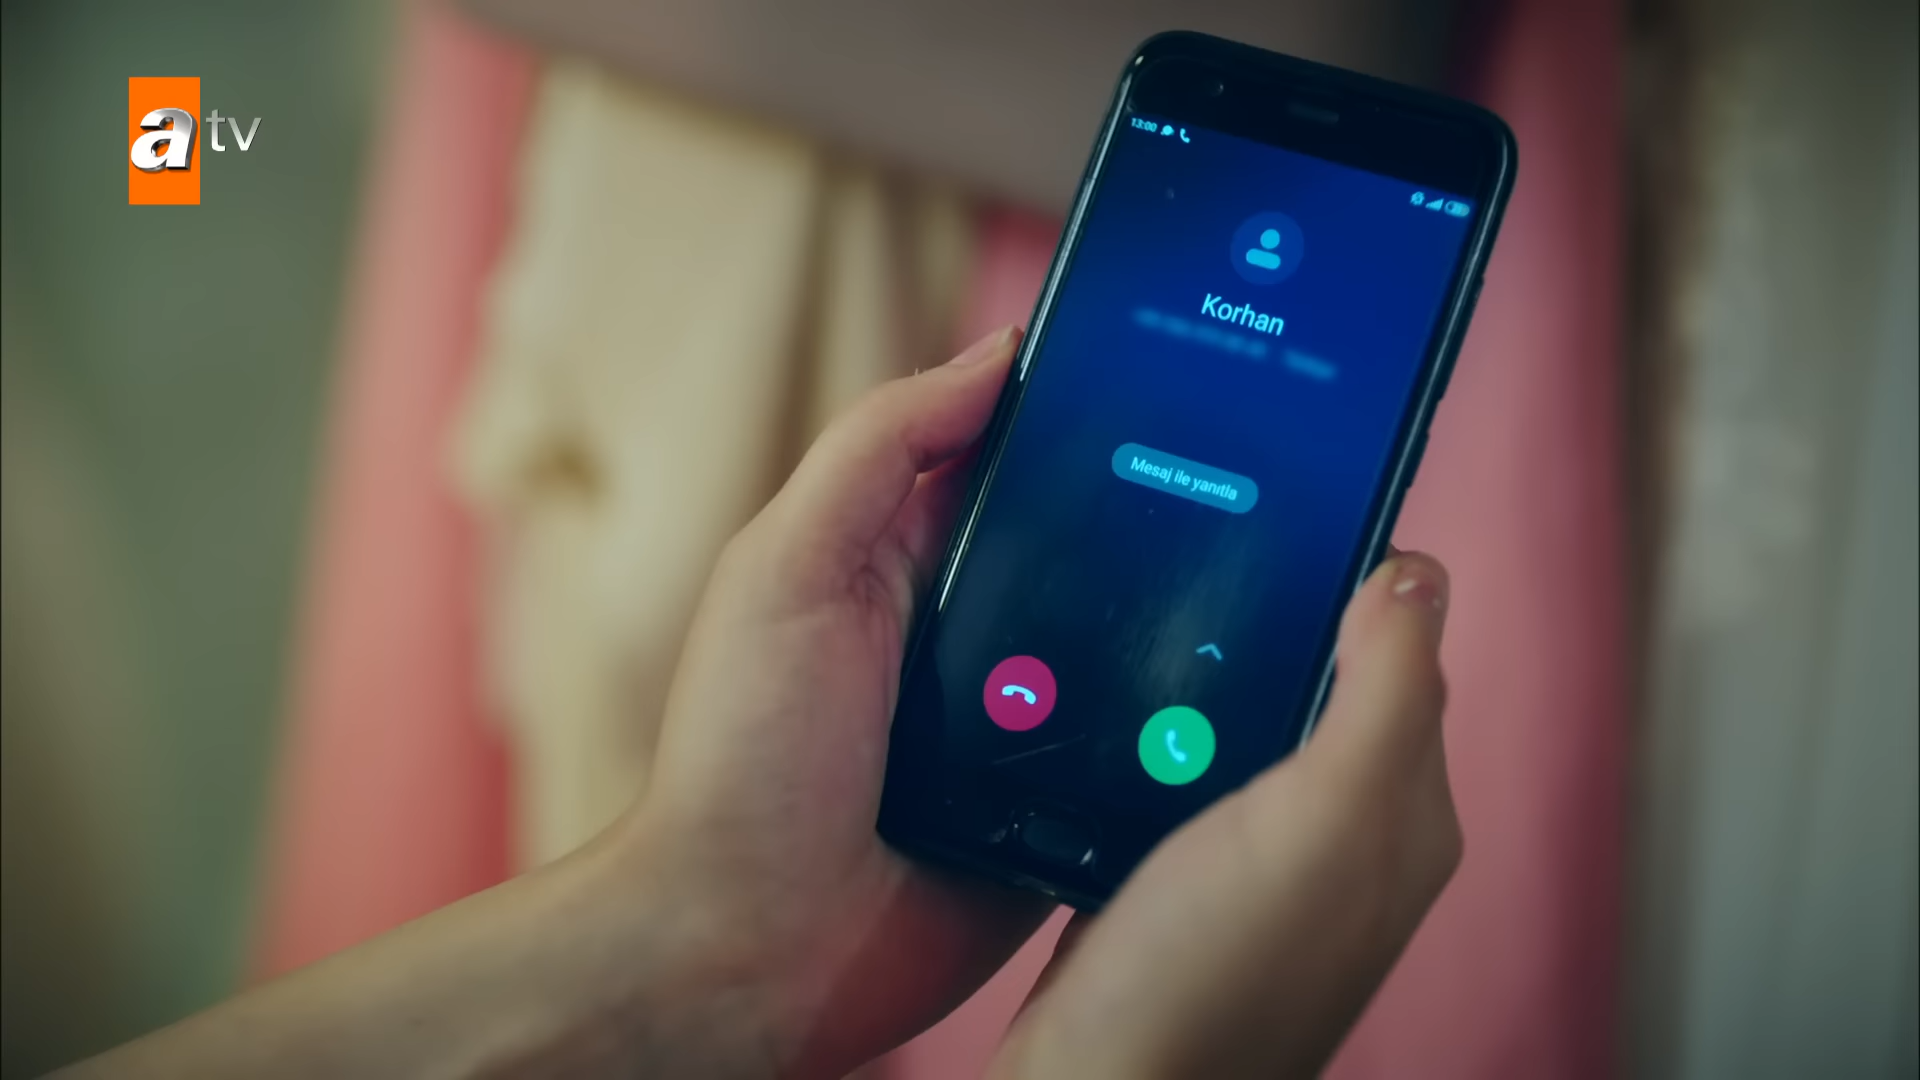 atv
13:00
Korhan
Mesaj ile yanıtla